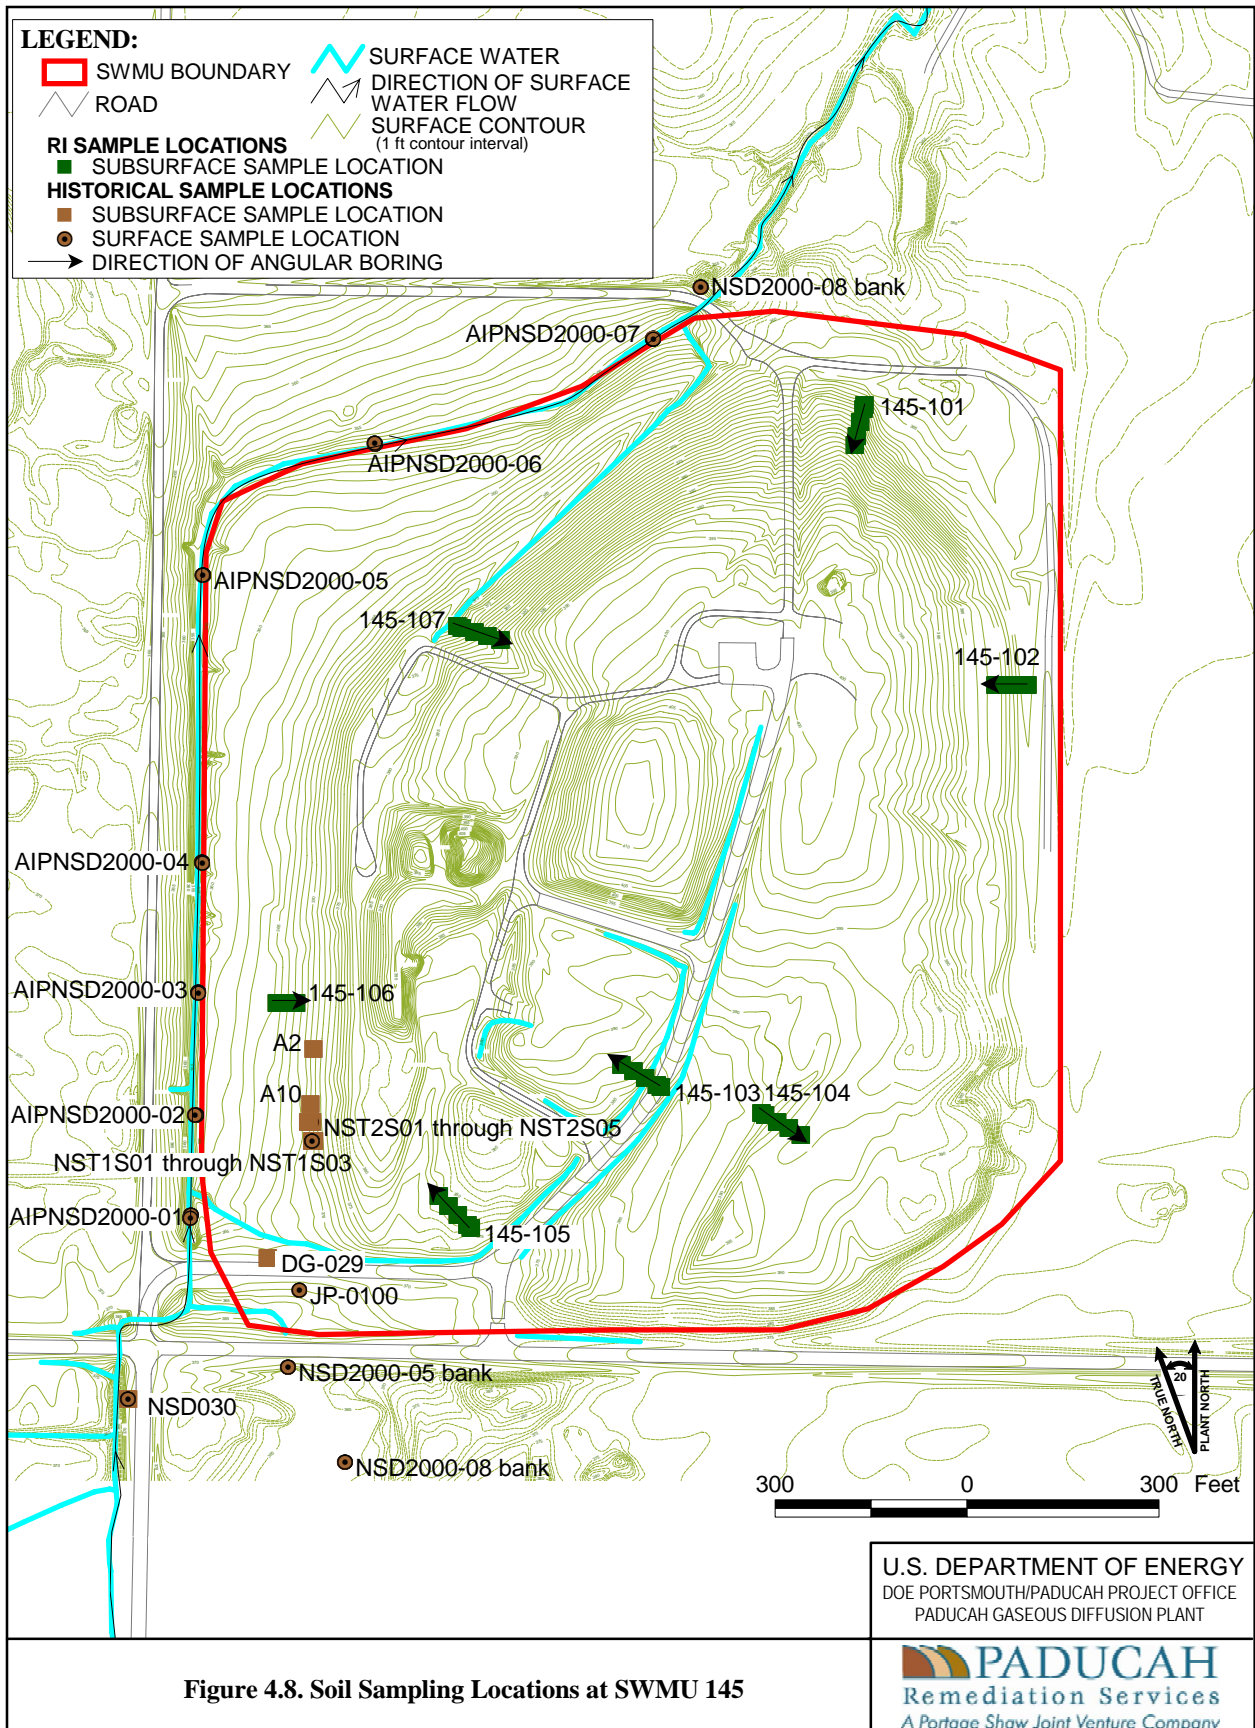 LEGEND:
SWMU BOUNDARY
ROAD
SURFACE WATER
DIRECTION OF SURFACE
WATER FLOW
SURFACE CONTOUR
(1 ft contour interval)
RI SAMPLE LOCATIONS
SUBSURFACE SAMPLE LOCATION
HISTORICAL SAMPLE LOCATIONS
SUBSURFACE SAMPLE LOCATION
SURFACE SAMPLE LOCATION
DIRECTION OF ANGULAR BORING
NSD2000-08 bank
AIPNSD2000-07
145-101
AIPNSD2000-06
AIPNSD2000-05
145-107
145-102
AIPNSD2000-04
AIPNSD2000-03
145-106
A2
A10
145-103
145-104
AIPNSD2000-02
NST2S01 through NST2S05
NST1S01 through NST1S03
AIPNSD2000-01
145-105
DG-029
JP-0100
NSD2000-05 bank
NSD030
NSD2000-08 bank
20
TRUE NORTH
PLANT NORTH
300 0 300 Feet
U.S. DEPARTMENT OF ENERGY
DOE PORTSMOUTH/PADUCAH PROJECT OFFICE
PADUCAH GASEOUS DIFFUSION PLANT
Figure 4.8. Soil Sampling Locations at SWMU 145
PADUCAH
Remediation Services
A Portage Shaw Joint Venture Company